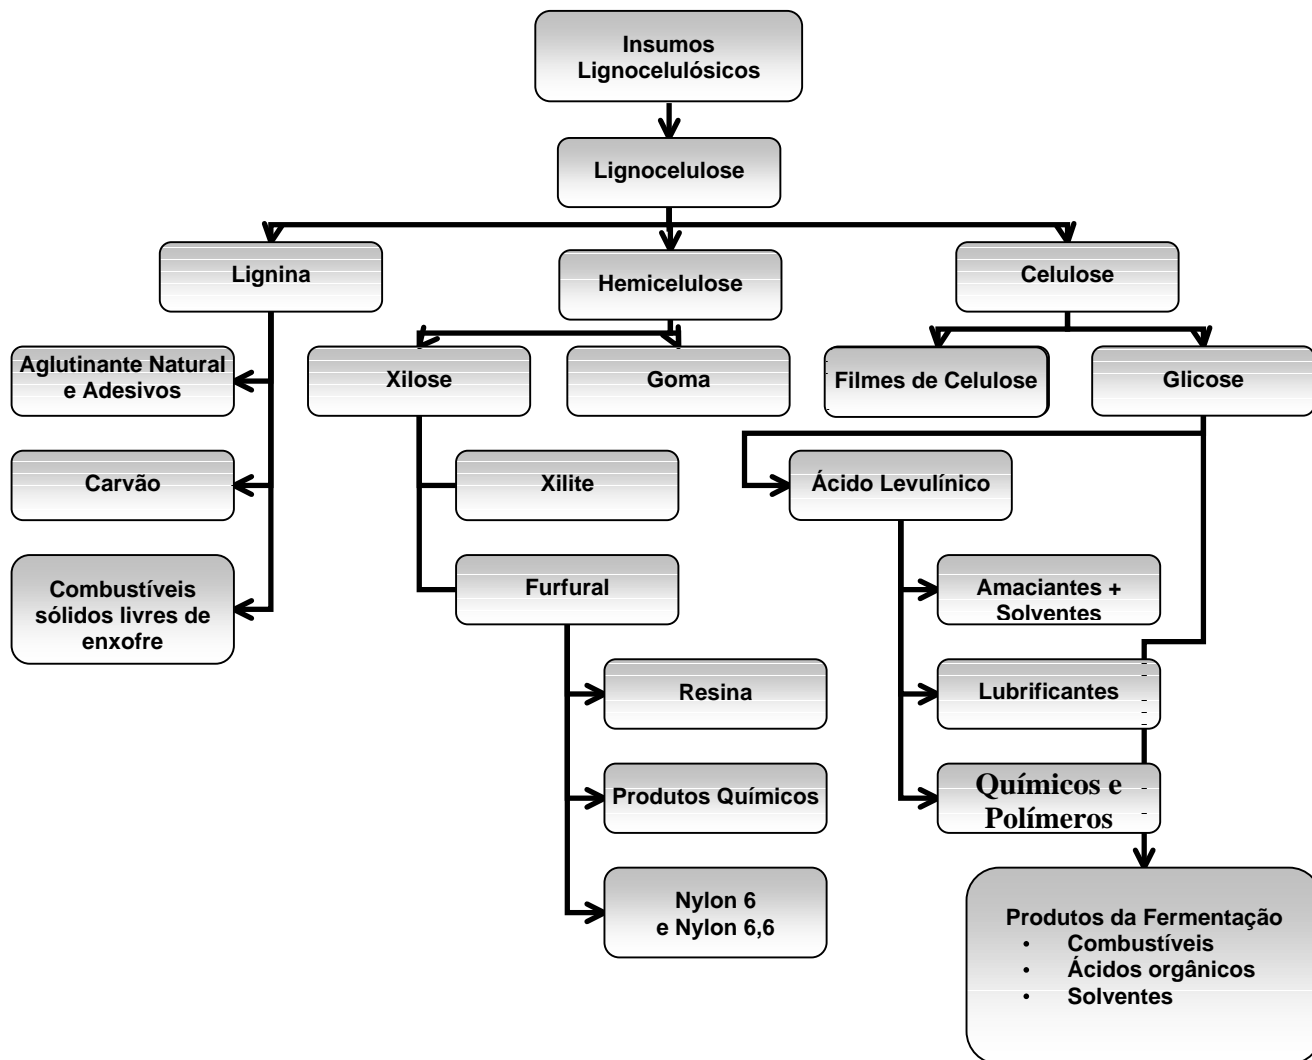 Insumos
Lignocelulósicos
Lignocelulose
Lignina
Hemicelulose
Celulose
Aglutinante Natural
e Adesivos
Xilose
Goma
Filmes de Celulose
Glicose
Carvão
Xilite
Ácido Levulínico
Combustíveis
sólidos livres de
enxofre
Furfural
Amaciantes +
Solventes
Resina
Lubrificantes
Produtos Químicos
Químicos e
Polímeros
Nylon 6
e Nylon 6,6
Produtos da Fermentação
• Combustíveis
• Ácidos orgânicos
• Solventes